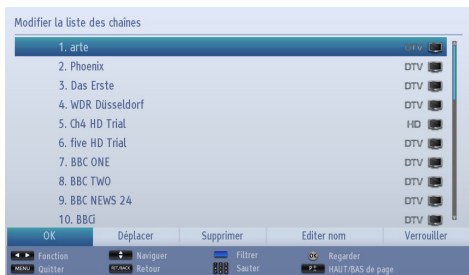 Modifier la liste des chaînes
1. arte DTV
2. Phoenix DTV
3. Das Erste DTV
4. WDR Düsseldorf DTV
5. Ch4 HD Trial HD
6. five HD Trial DTV
7. BBC ONE DTV
8. BBC TWO DTV
9. BBC NEWS 24 DTV
10. BBCi DTV
OK Déplacer Supprimer Editer nom Verrouiller
Fonction Naviguer Filtrer OK Regarder
MENU Quitter RET./BACK Retour Sauter P HAUT/BAS de page